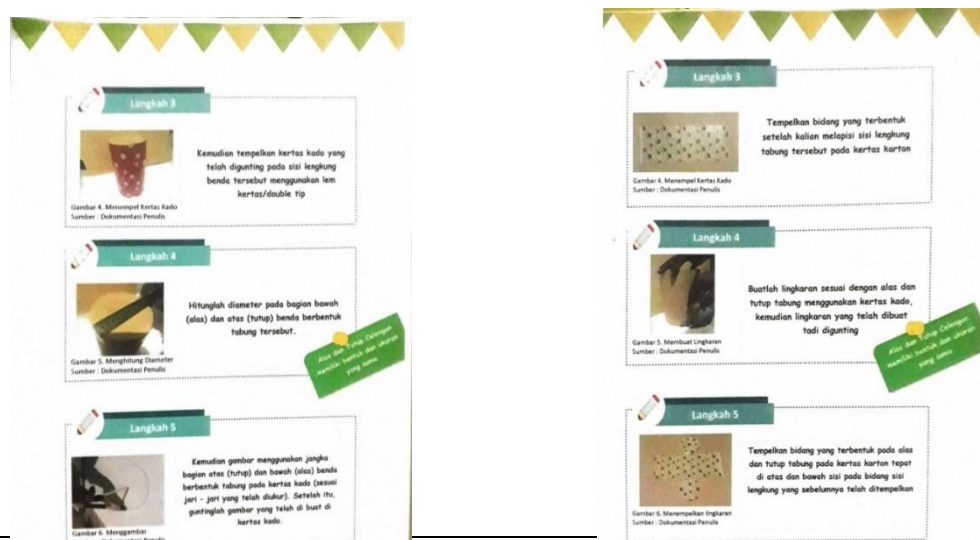 Langkah 3
Kemudian tempelkan kertas kado yang
telah digunting pada sisi lengkung
benda tersebut menggunakan lem
kertas/double tip
Gambar 4. Menempel Kertas Kado
Sumber : Dokumentasi Penulis
Langkah 4
Hitunglah diameter pada bagian bawah
(alas) dan atas (tutup) benda berbentuk
tabung tersebut.
Gambar 5. Menghitung Diameter
Sumber : Dokumentasi Penulis
Alas dan Tutup Celengan
memiliki bentuk dan ukuran
yang sama
Langkah 5
Kemudian gambar menggunakan jangka
bagian atas (tutup) dan bawah (alas) benda
berbentuk tabung pada kertas kado (sesuai
jari - jari yang telah diukur). Setelah itu,
guntinglah gambar yang telah di buat di
kertas kado.
Gambar 6. Menggambar
Langkah 3
Tempelkan bidang yang terbentuk
setelah kalian melapisi sisi lengkung
tabung tersebut pada kertas karton
Gambar 4. Menempel Kertas Kado
Sumber : Dokumentasi Penulis
Langkah 4
Buatlah lingkaran sesuai dengan alas dan
tutup tabung menggunakan kertas kado,
kemudian lingkaran yang telah dibuat
tadi digunting
Gambar 5. Membuat Lingkaran
Sumber : Dokumentasi Penulis
Alas dan Tutup Celengan
memiliki bentuk dan ukuran
yang sama
Langkah 5
Tempelkan bidang yang terbentuk pada alas
dan tutup tabung pada kertas karton tepat
di atas dan bawah sisi pada bidang sisi
lengkung yang sebelumnya telah ditempelkan
Gambar 6. Menempelkan lingkaran
Sumber : Dokumentasi Penulis